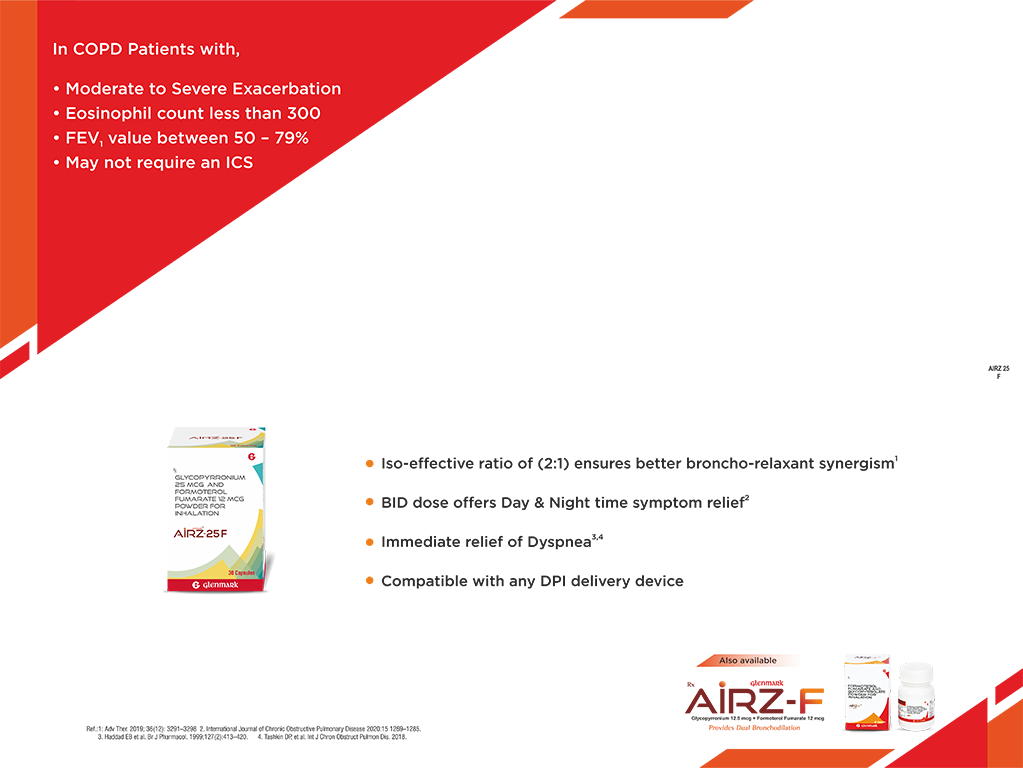 In COPD Patients with,
• Moderate to Severe Exacerbation
• Eosinophil count less than 300
• FEV1 value between 50 – 79%
• May not require an ICS
AIRZ 25
F
AIRZ-25F
Rx
GLYCOPYRRONIUM
25 MCG AND
FORMOTEROL
FUMARATE 12 MCG
POWDER FOR
INHALATION
AIRZ-25F
30 Capsules
G glenmark
• Iso-effective ratio of (2:1) ensures better broncho-relaxant synergism1
• BID dose offers Day & Night time symptom relief2
• Immediate relief of Dyspnea3,4
• Compatible with any DPI delivery device
Also available
Rx
glenmark
AIRZ-F
Glycopyrronium 12.5 mcg + Formoterol Fumarate 12 mcg
Provides Dual Bronchodilation
Ref.:1: Adv Ther. 2019; 36(12): 3291–3298 2. International Journal of Chronic Obstructive Pulmonary Disease 2020:15 1269–1285.
3. Haddad EB et al. Br J Pharmacol. 1999;127(2):413–420. 4. Tashkin DP, et al. Int J Chron Obstruct Pulmon Dis. 2018.